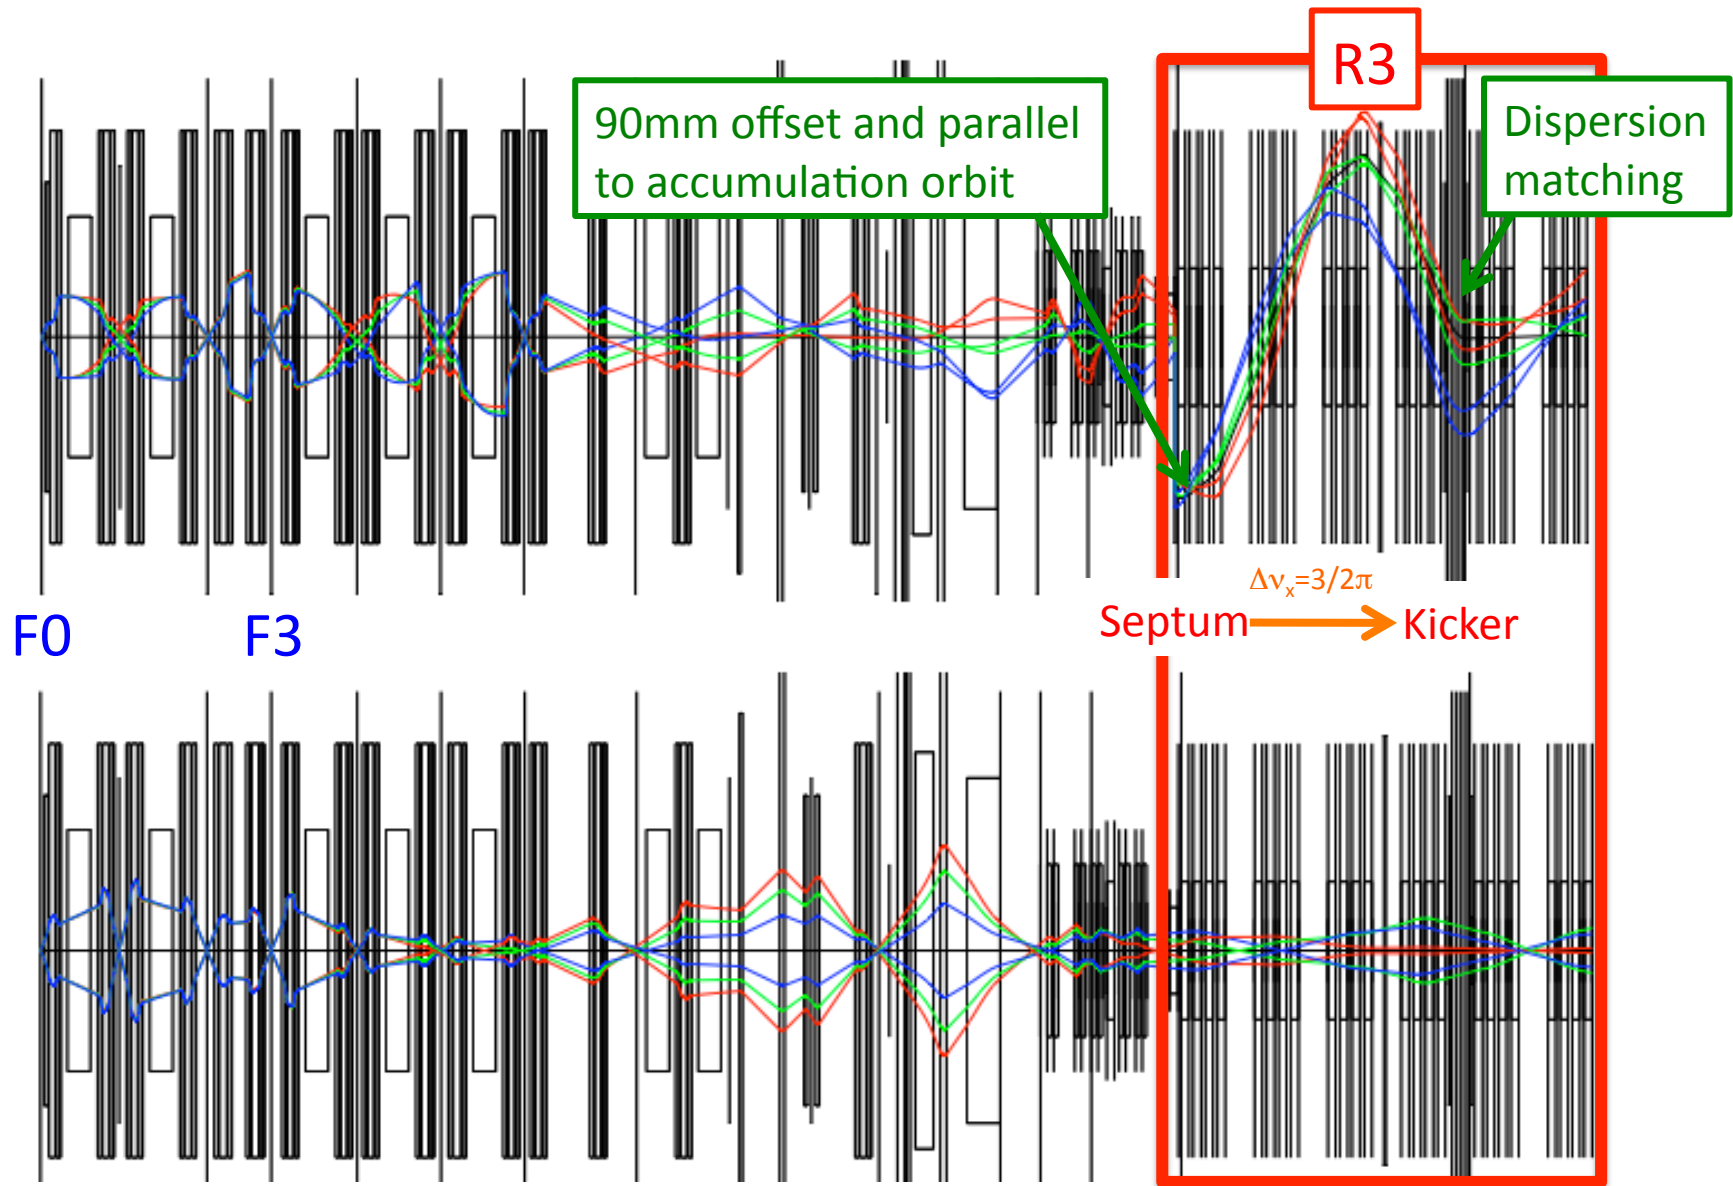 R3
90mm offset and parallel
to accumulation orbit
Dispersion
matching
Δνₓ=3/2π
F0
F3
Septum
Kicker